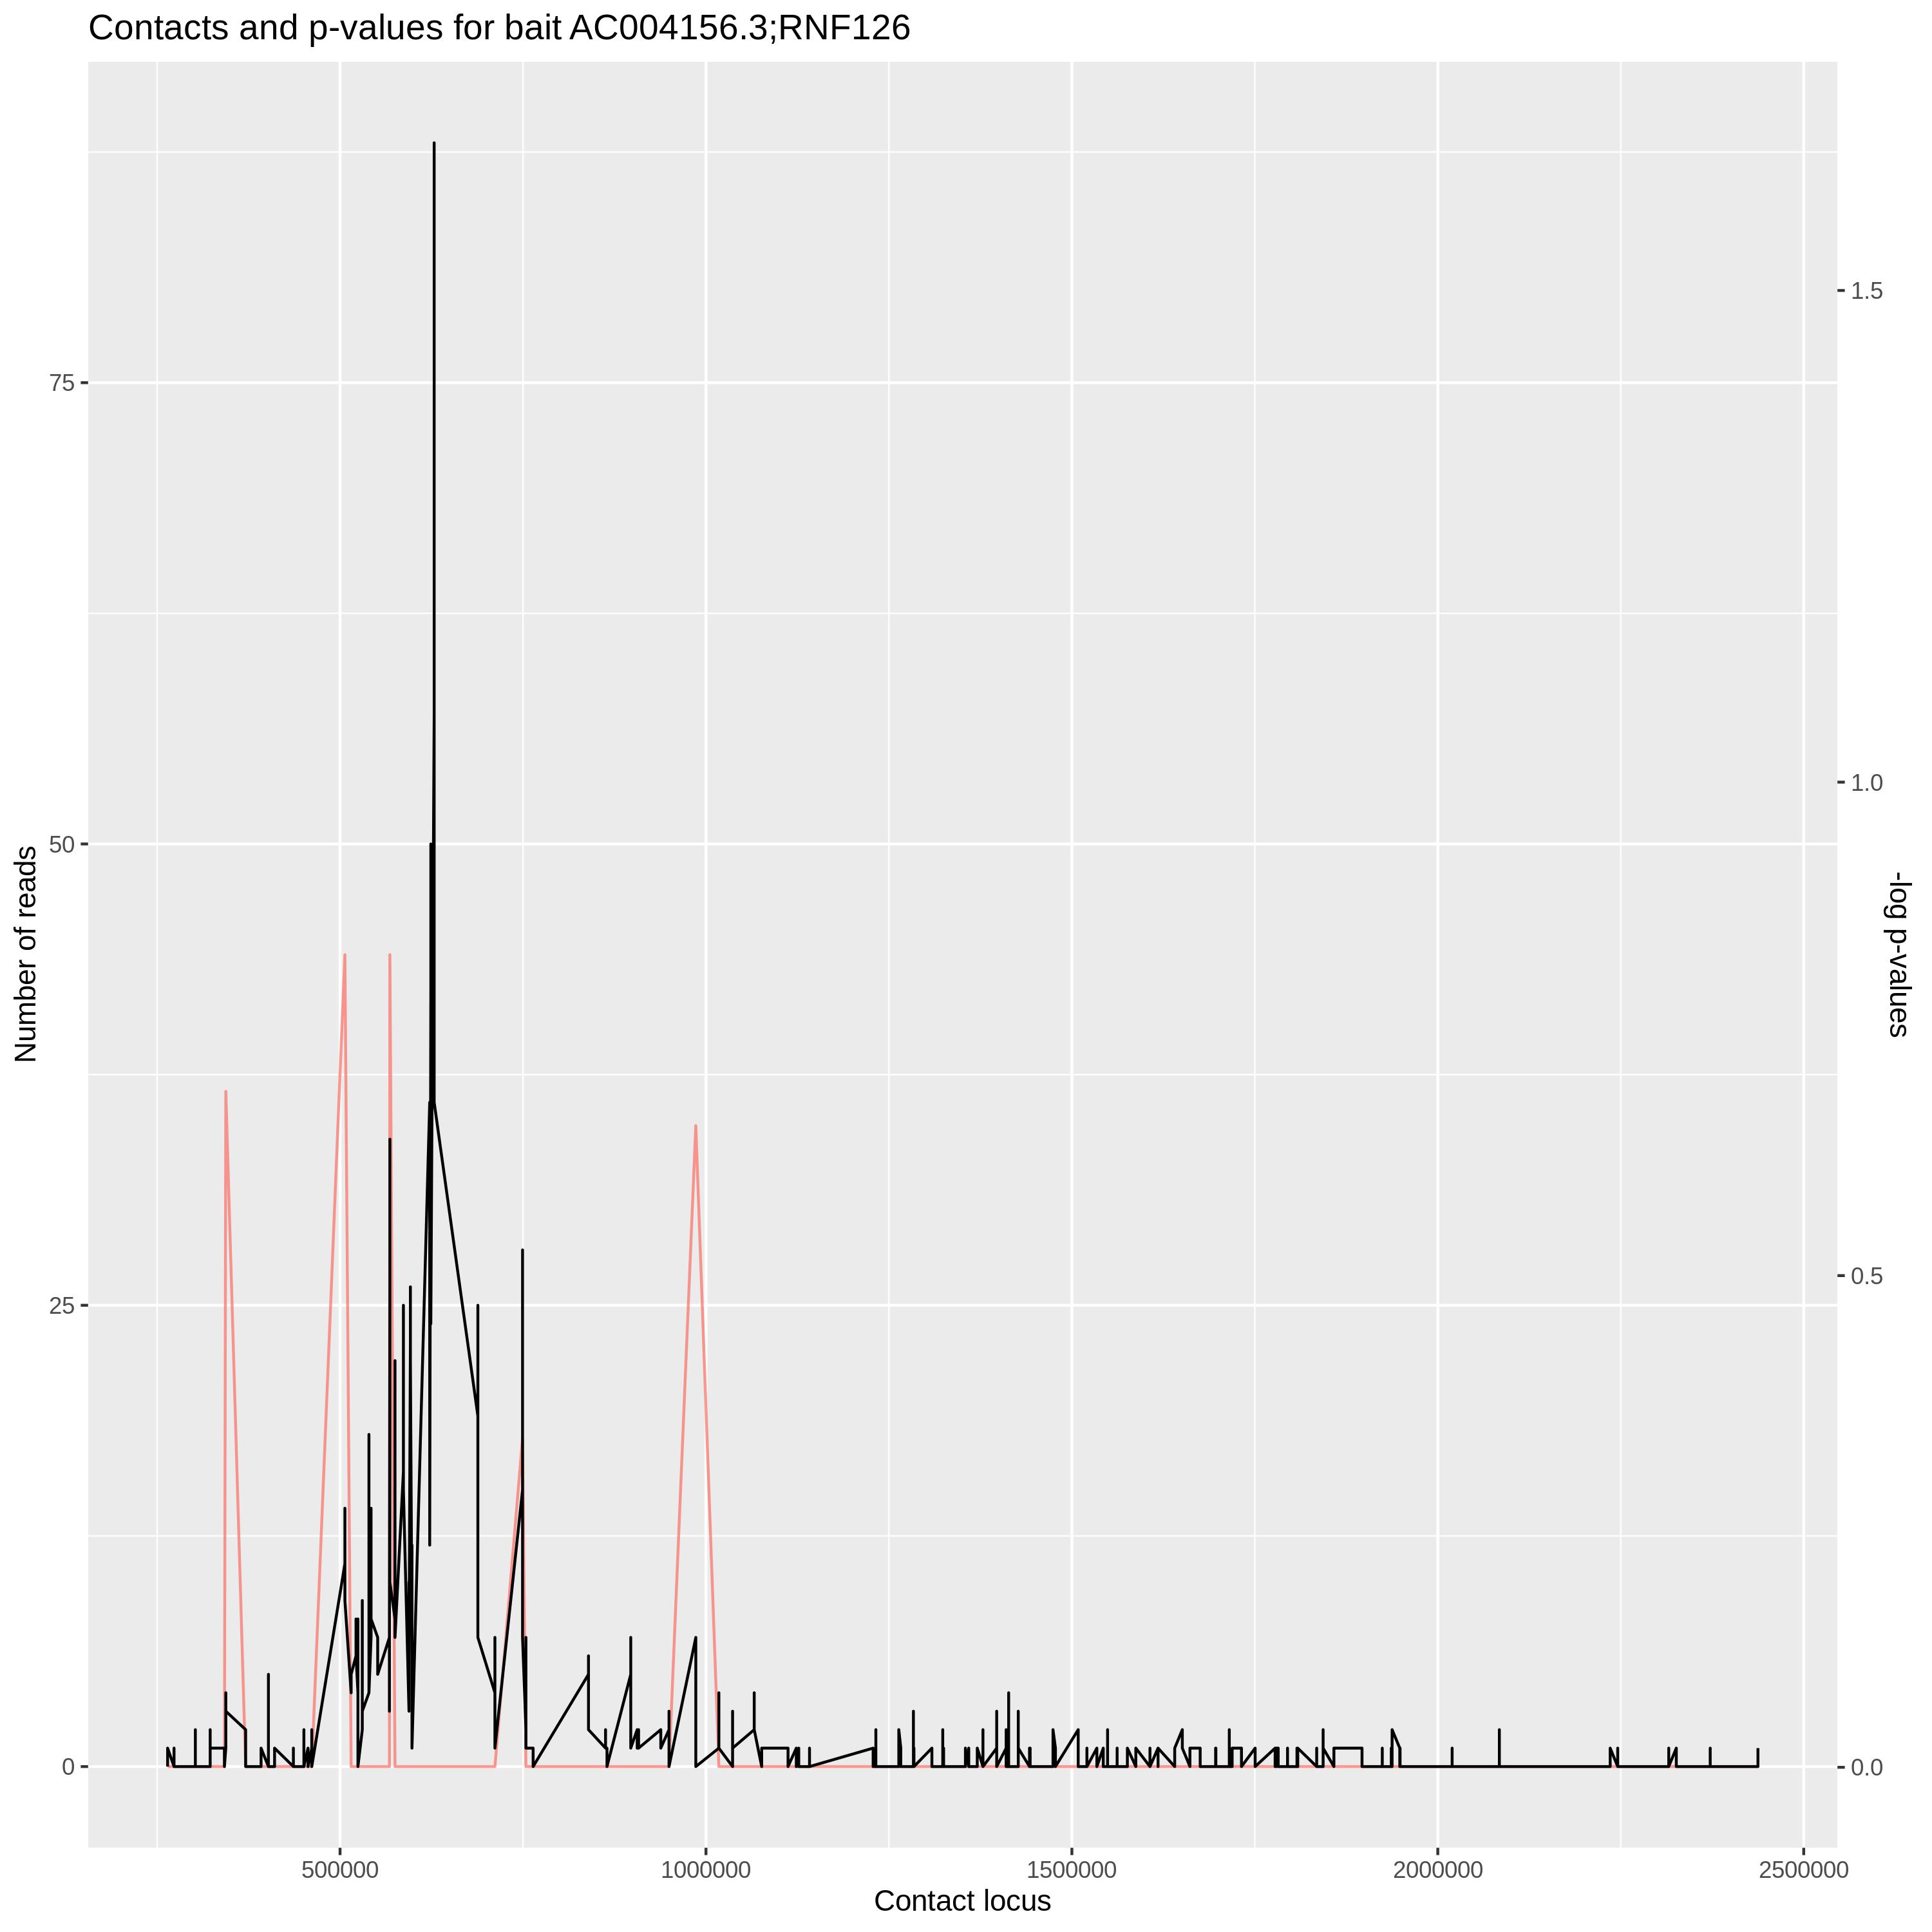 Contacts and p-values for bait AC004156.3;RNF126
Number of reads
75
50
25
0
1.5
1.0
0.5
0.0
-log p-values
500000 1000000 1500000 2000000 2500000
Contact locus